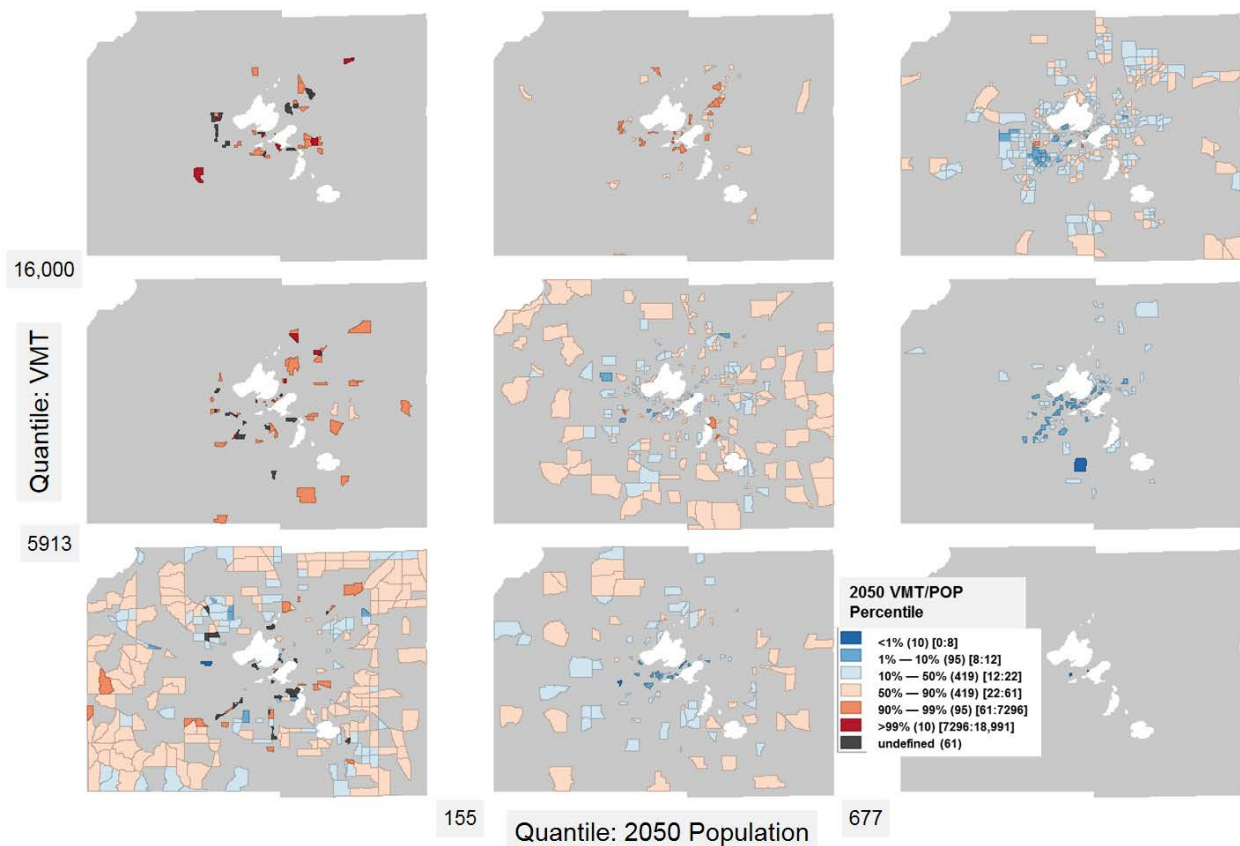 16,000
Quantile: VMT
5913
2050 VMT/POP
Percentile
<1% (10) [0:8]
1% — 10% (95) [8:12]
10% — 50% (419) [12:22]
50% — 90% (419) [22:61]
90% — 99% (95) [61:7296]
>99% (10) [7296:18,991]
undefined (61)
155
Quantile: 2050 Population
677